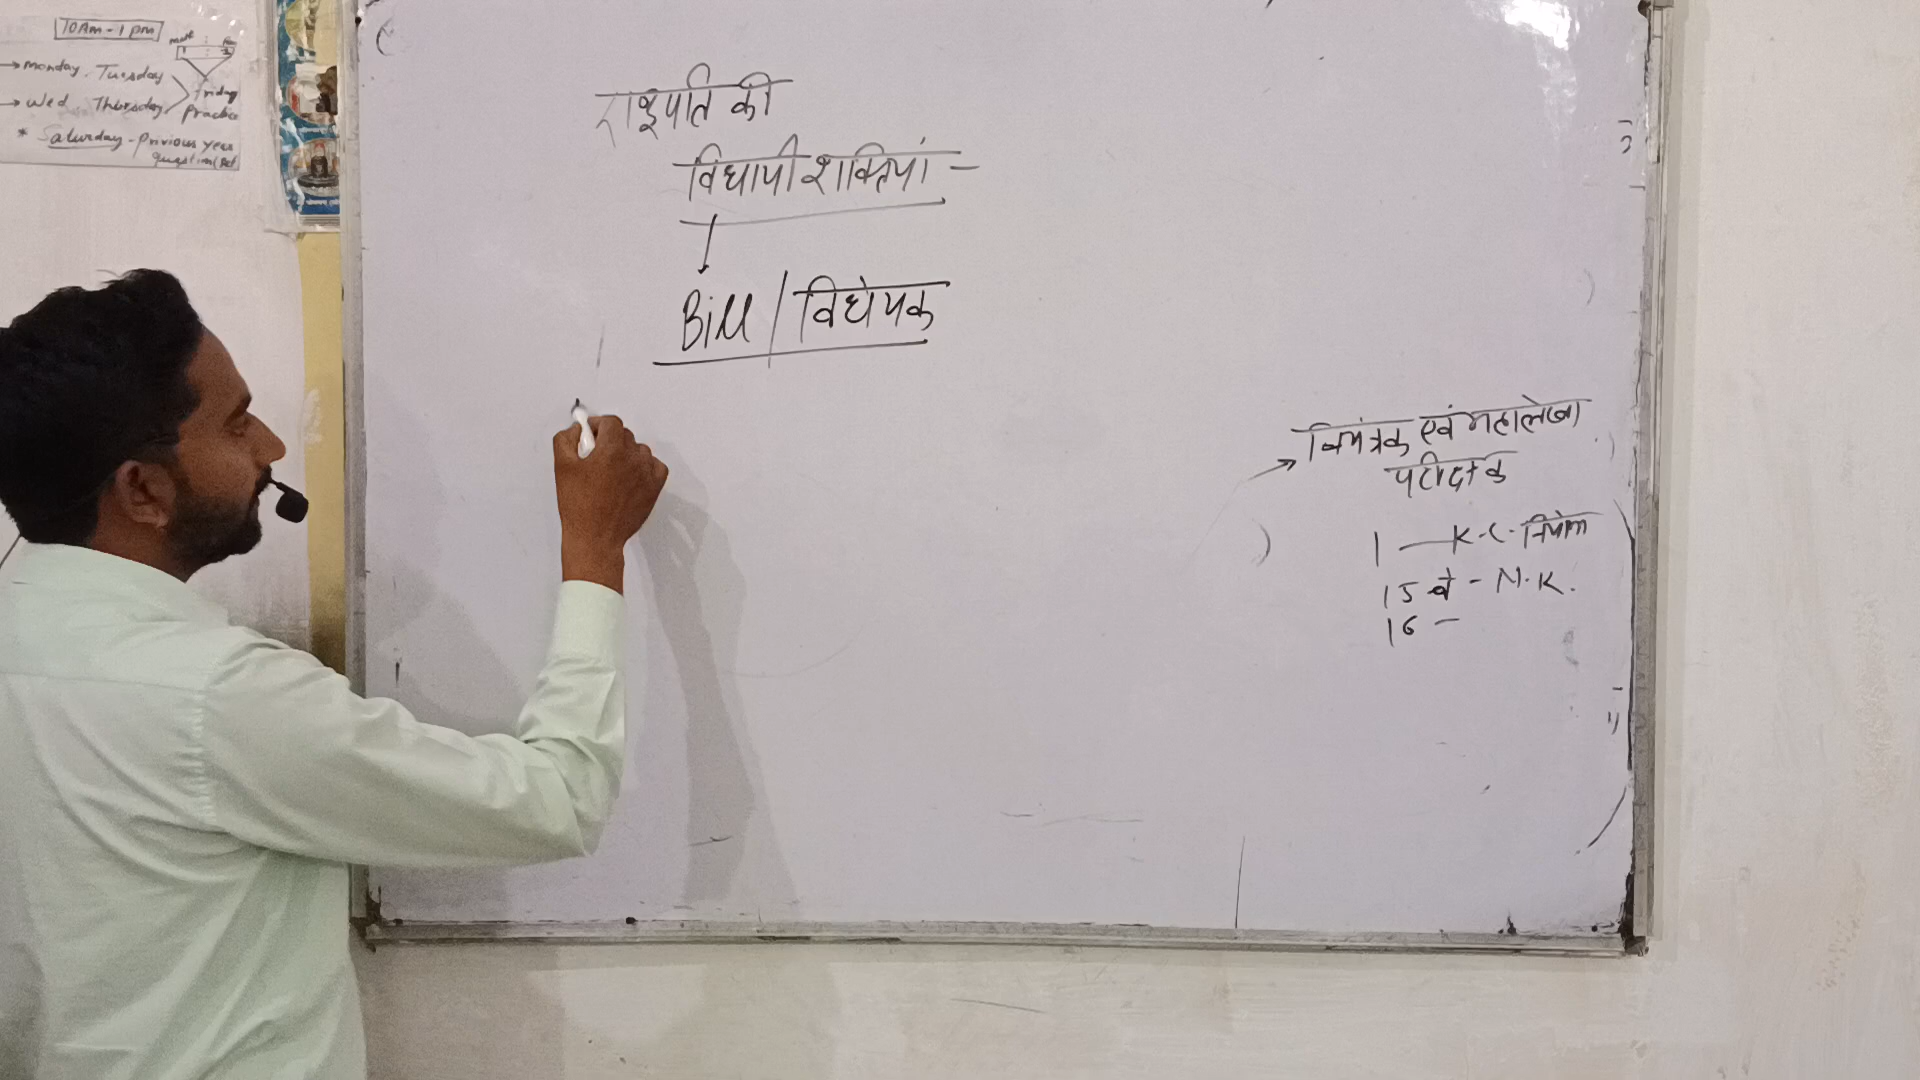 10Am - 1 pm
→ monday, Tuesday
→ Wed, Thursday
Friday
Practice
* Saturday - Privious year
राष्ट्रपति की
विधायी शक्तियां -
Bill / विधेयक
→ नियंत्रक एवं महालेखा
परीक्षक
1 — K.C. नियोगी
15 वे - N.K.
16 -